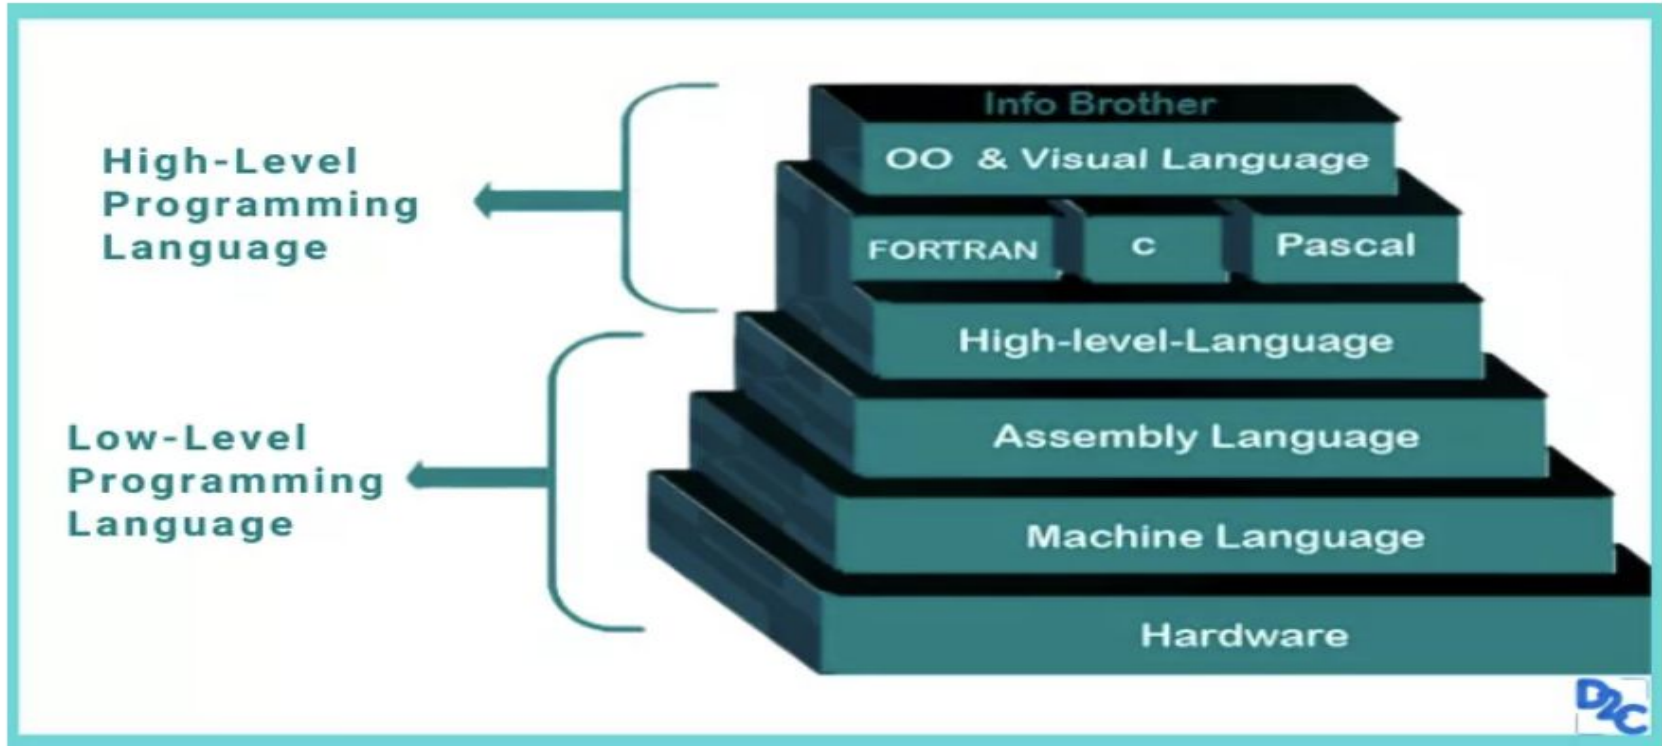 Info Brother
OO & Visual Language
High-Level
Programming
Language
FORTRAN
c
Pascal
High-level-Language
Low-Level
Programming
Language
Assembly Language
Machine Language
Hardware
D2C